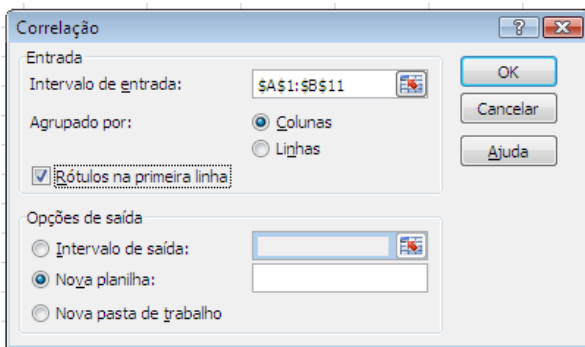 Correlação
Entrada
Intervalo de entrada: $A$1:$B$11
Agrupado por: Colunas
Linhas
Rótulos na primeira linha
OK
Cancelar
Ajuda
Opções de saída
Intervalo de saída:
Nova planilha:
Nova pasta de trabalho